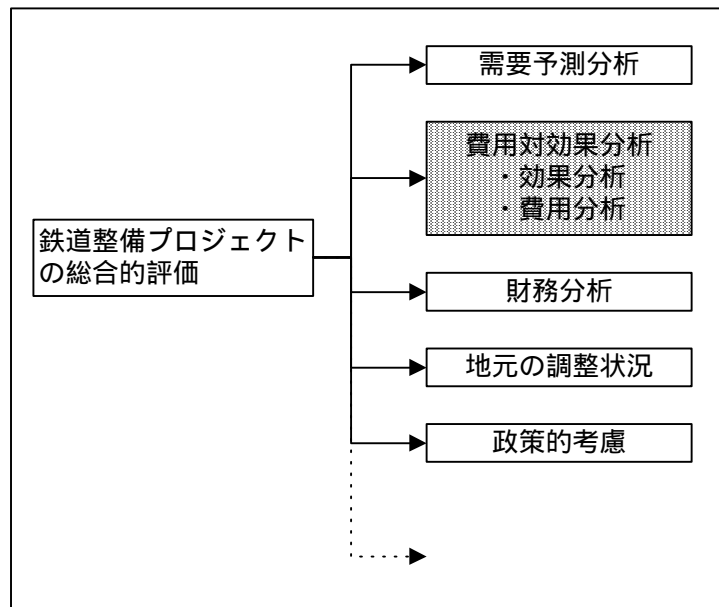 需要予測分析
費用対効果分析
・効果分析
・費用分析
鉄道整備プロジェクト
の総合的評価
財務分析
地元の調整状況
政策的考慮